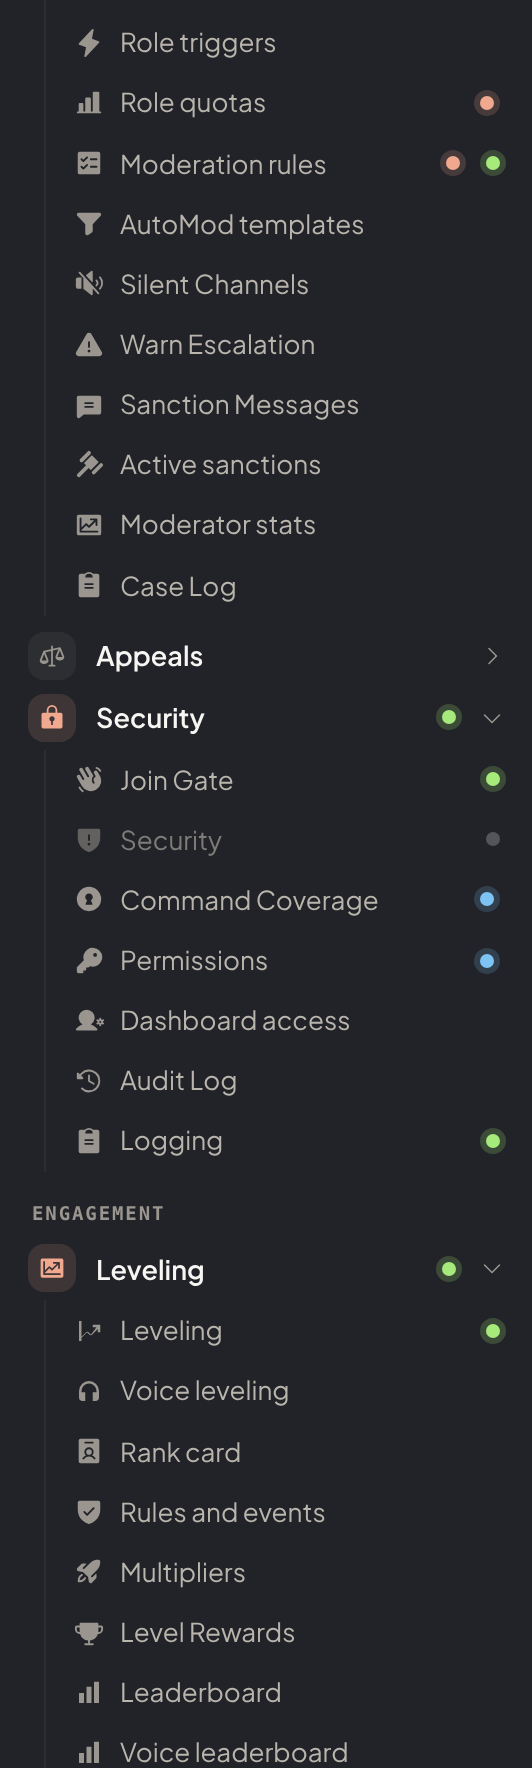 Role triggers
Role quotas
Moderation rules
AutoMod templates
Silent Channels
Warn Escalation
Sanction Messages
Active sanctions
Moderator stats
Case Log
Appeals
Security
Join Gate
Security
Command Coverage
Permissions
Dashboard access
Audit Log
Logging
ENGAGEMENT
Leveling
Leveling
Voice leveling
Rank card
Rules and events
Multipliers
Level Rewards
Leaderboard
Voice leaderboard